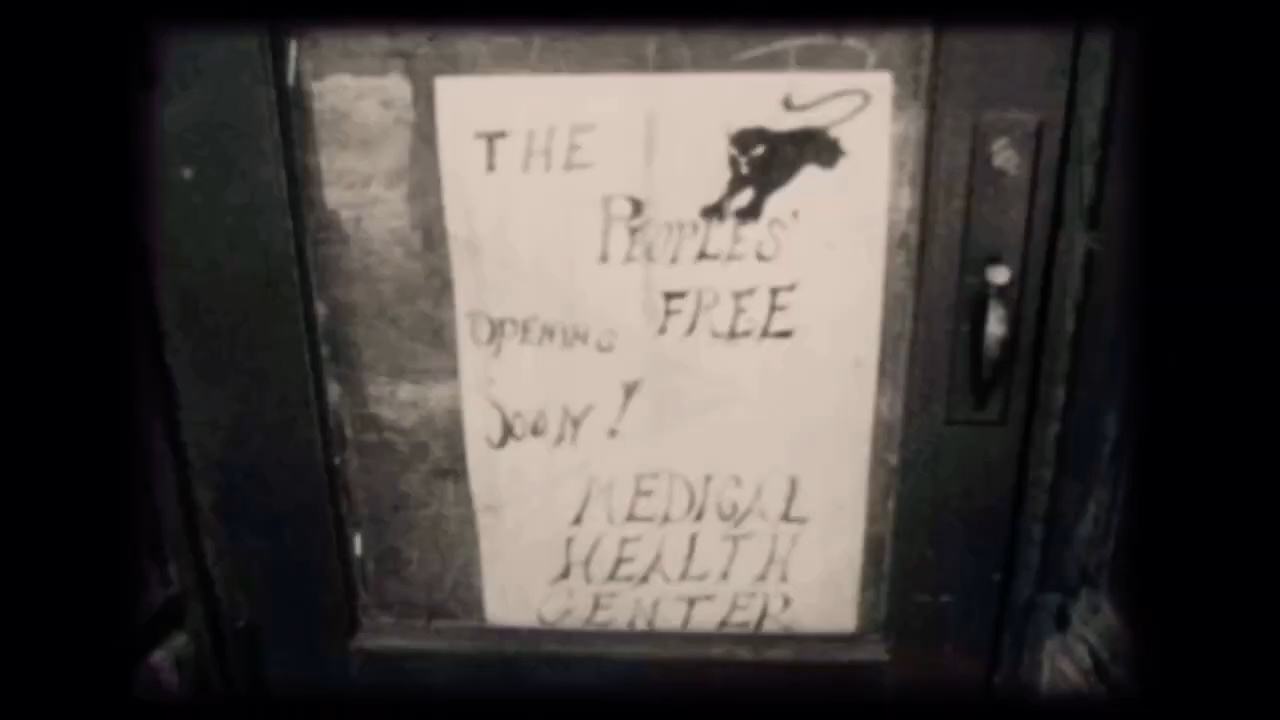 THE
PEOPLES'
FREE
OPENING
SOON!
MEDICAL
HEALTH
CENTER